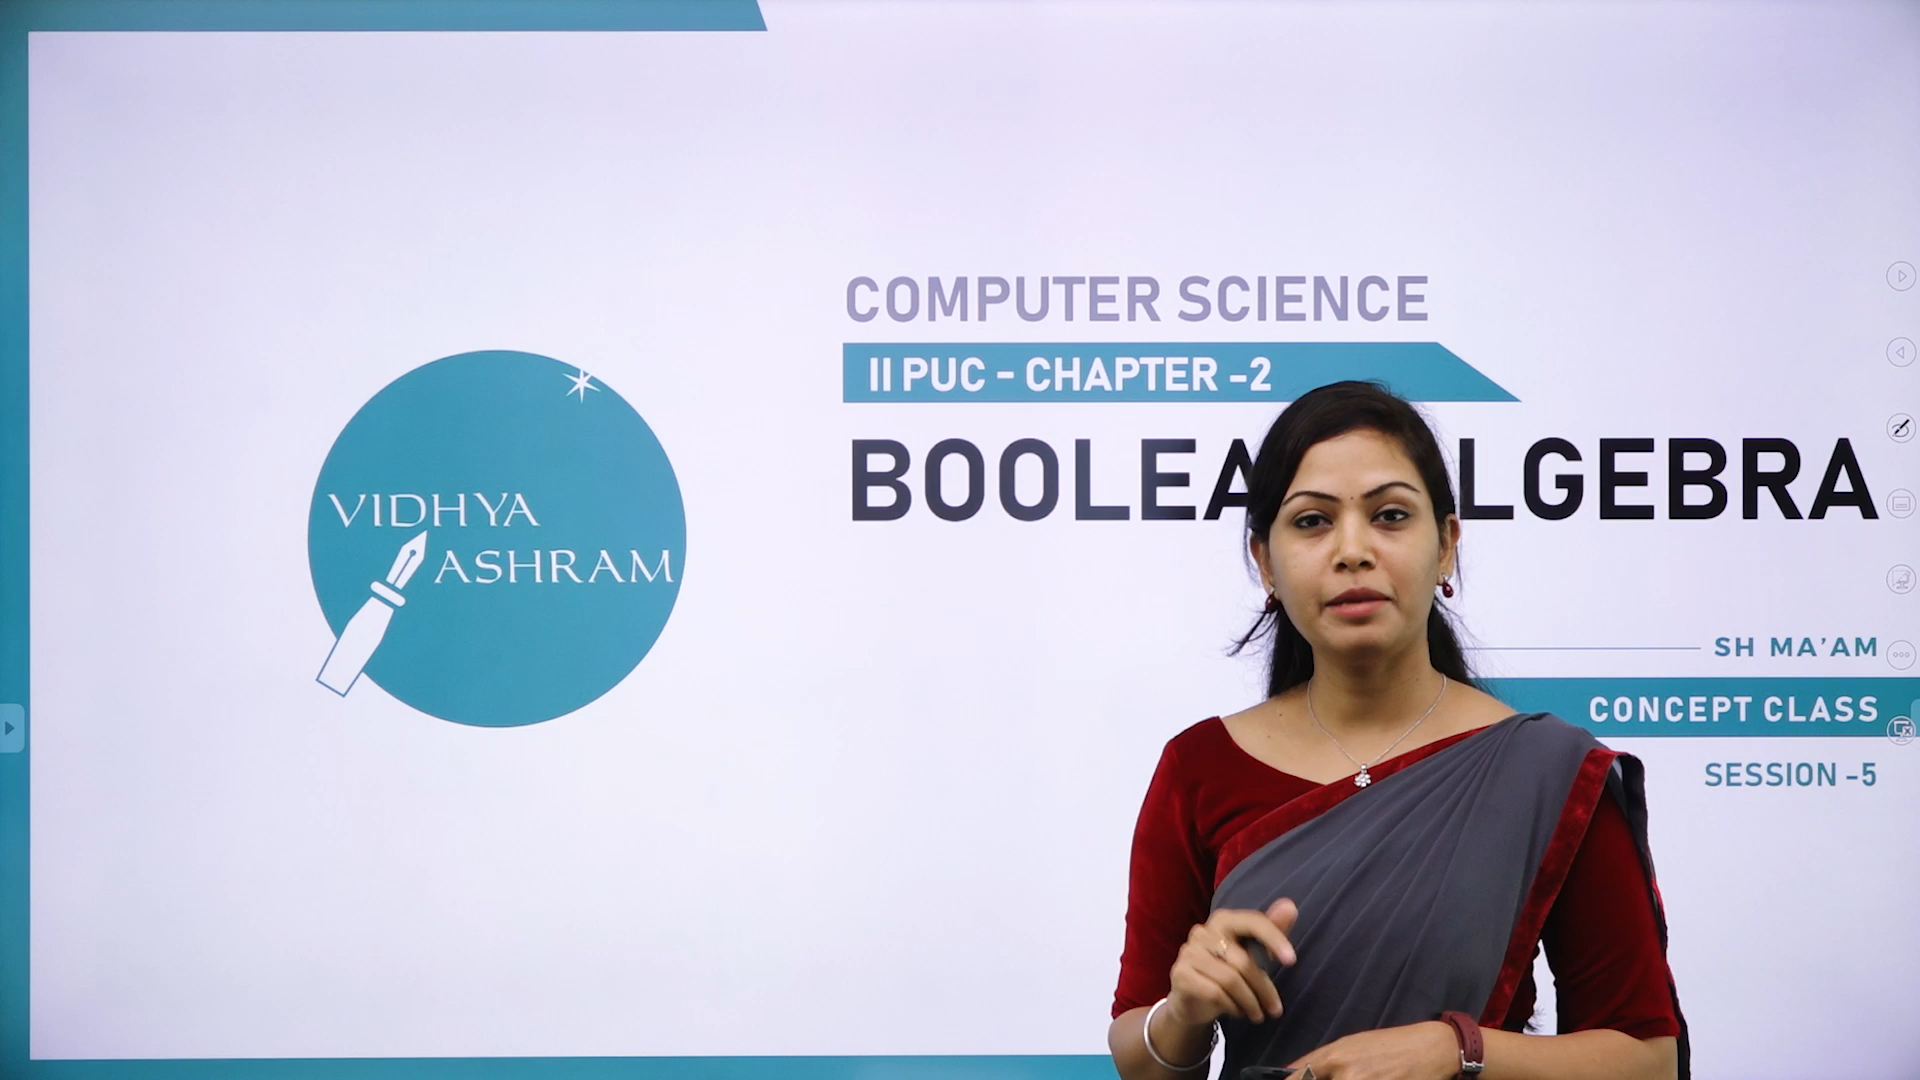 COMPUTER SCIENCE
II PUC - CHAPTER -2
BOOLEA LGEBRA
VIDHYA
ASHRAM
SH MA'AM
CONCEPT CLASS
SESSION -5